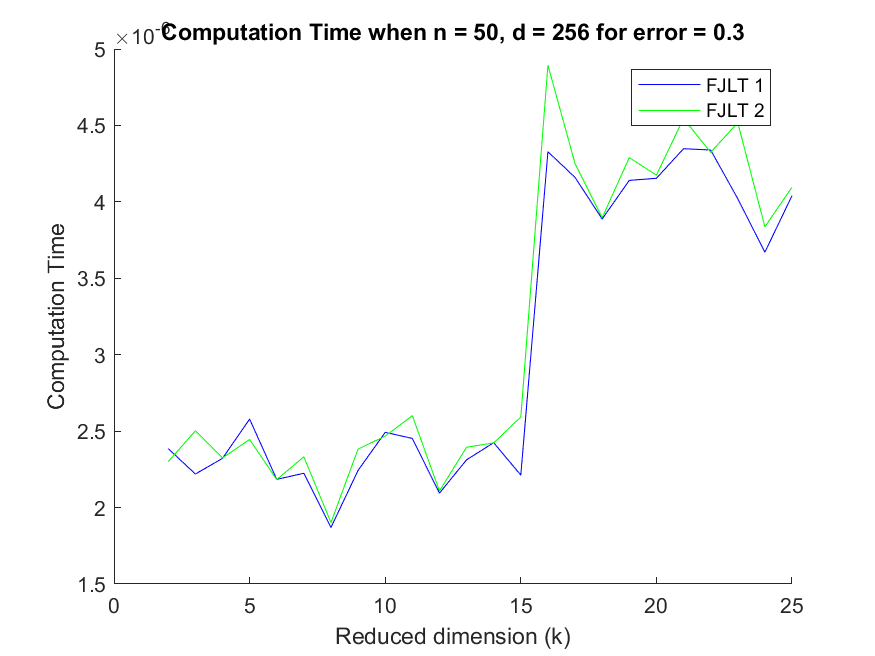 Computation Time when n = 50, d = 256 for error = 0.3
×10
FJLT 1
FJLT 2
5
4.5
4
3.5
3
2.5
2
1.5
Computation Time
0 5 10 15 20 25
Reduced dimension (k)